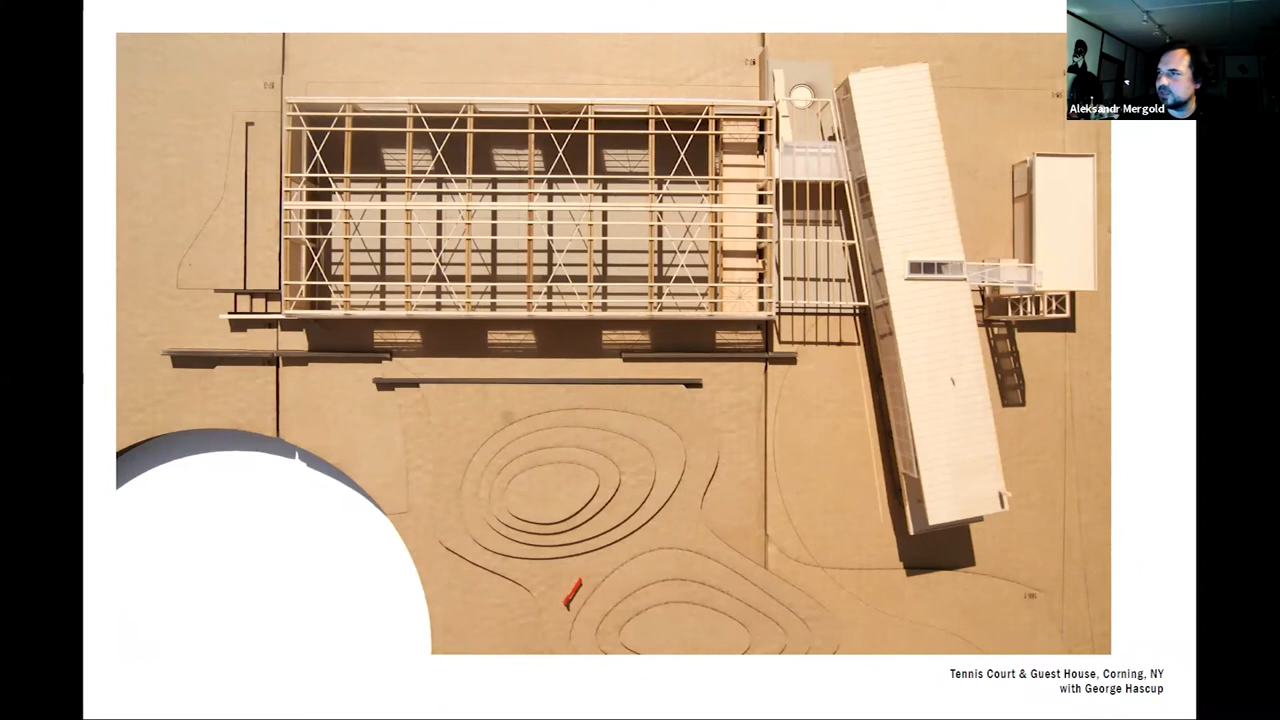 Aleksandr Mergold
Tennis Court & Guest House, Corning, NY
with George Hascup